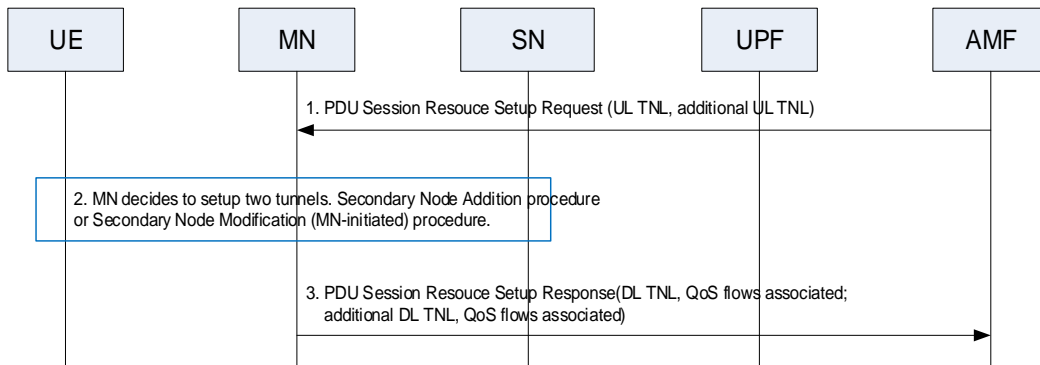 UE
MN
SN
UPF
AMF
1. PDU Session Resouce Setup Request (UL TNL, additional UL TNL)
2. MN decides to setup two tunnels. Secondary Node Addition procedure
or Secondary Node Modification (MN-initiated) procedure.
3. PDU Session Resouce Setup Response(DL TNL, QoS flows associated;
additional DL TNL, QoS flows associated)